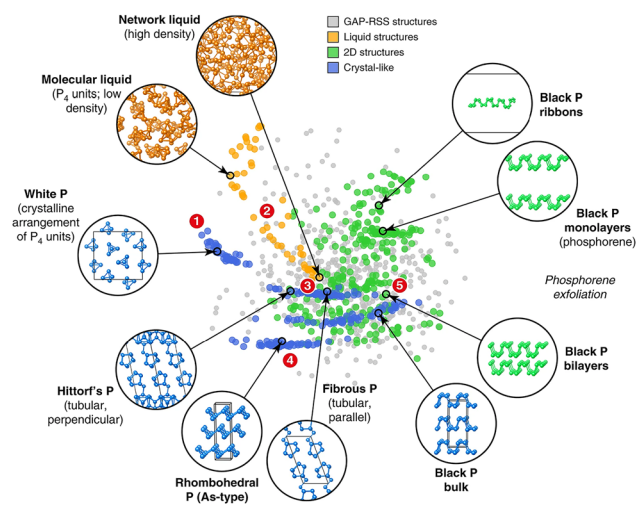 Network liquid
(high density)
GAP-RSS structures
Liquid structures
2D structures
Crystal-like
Molecular liquid
(P4 units; low
density)
Black P
ribbons
White P
(crystalline
arrangement
of P4 units)
1
2
Black P
monolayers
(phosphorene)
Phosphorene
exfoliation
3
5
4
Black P
bilayers
Hittorf's P
(tubular,
perpendicular)
Fibrous P
(tubular,
parallel)
Rhombohedral
P (As-type)
Black P
bulk